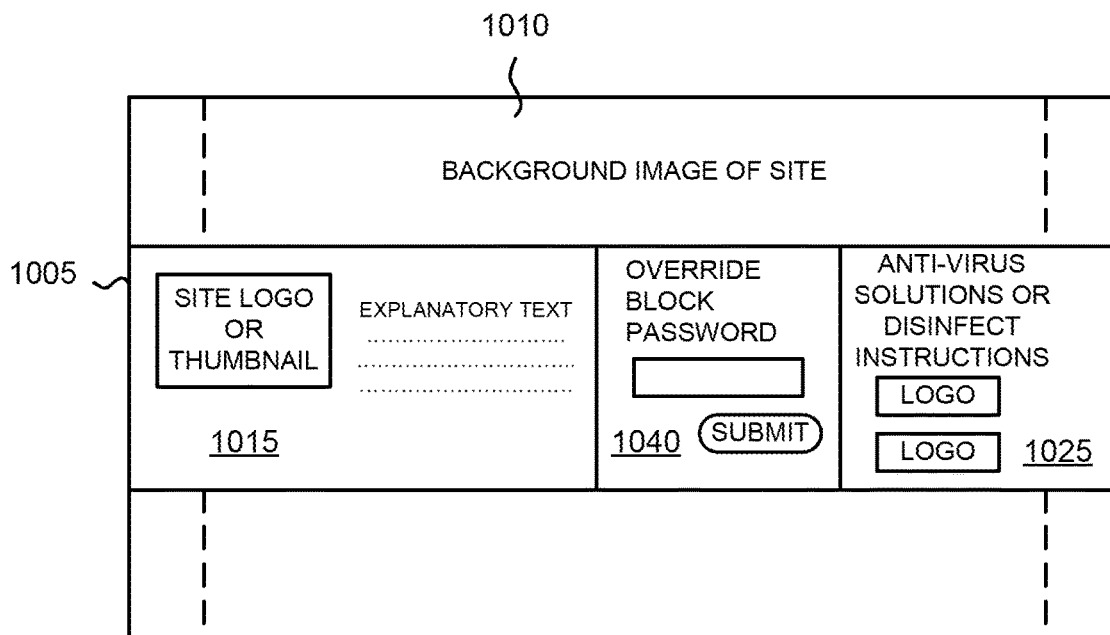 1010
BACKGROUND IMAGE OF SITE
1005
SITE LOGO
OR
THUMBNAIL
EXPLANATORY TEXT
1015
OVERRIDE
BLOCK
PASSWORD
SUBMIT
1040
ANTI-VIRUS
SOLUTIONS OR
DISINFECT
INSTRUCTIONS
LOGO
LOGO
1025